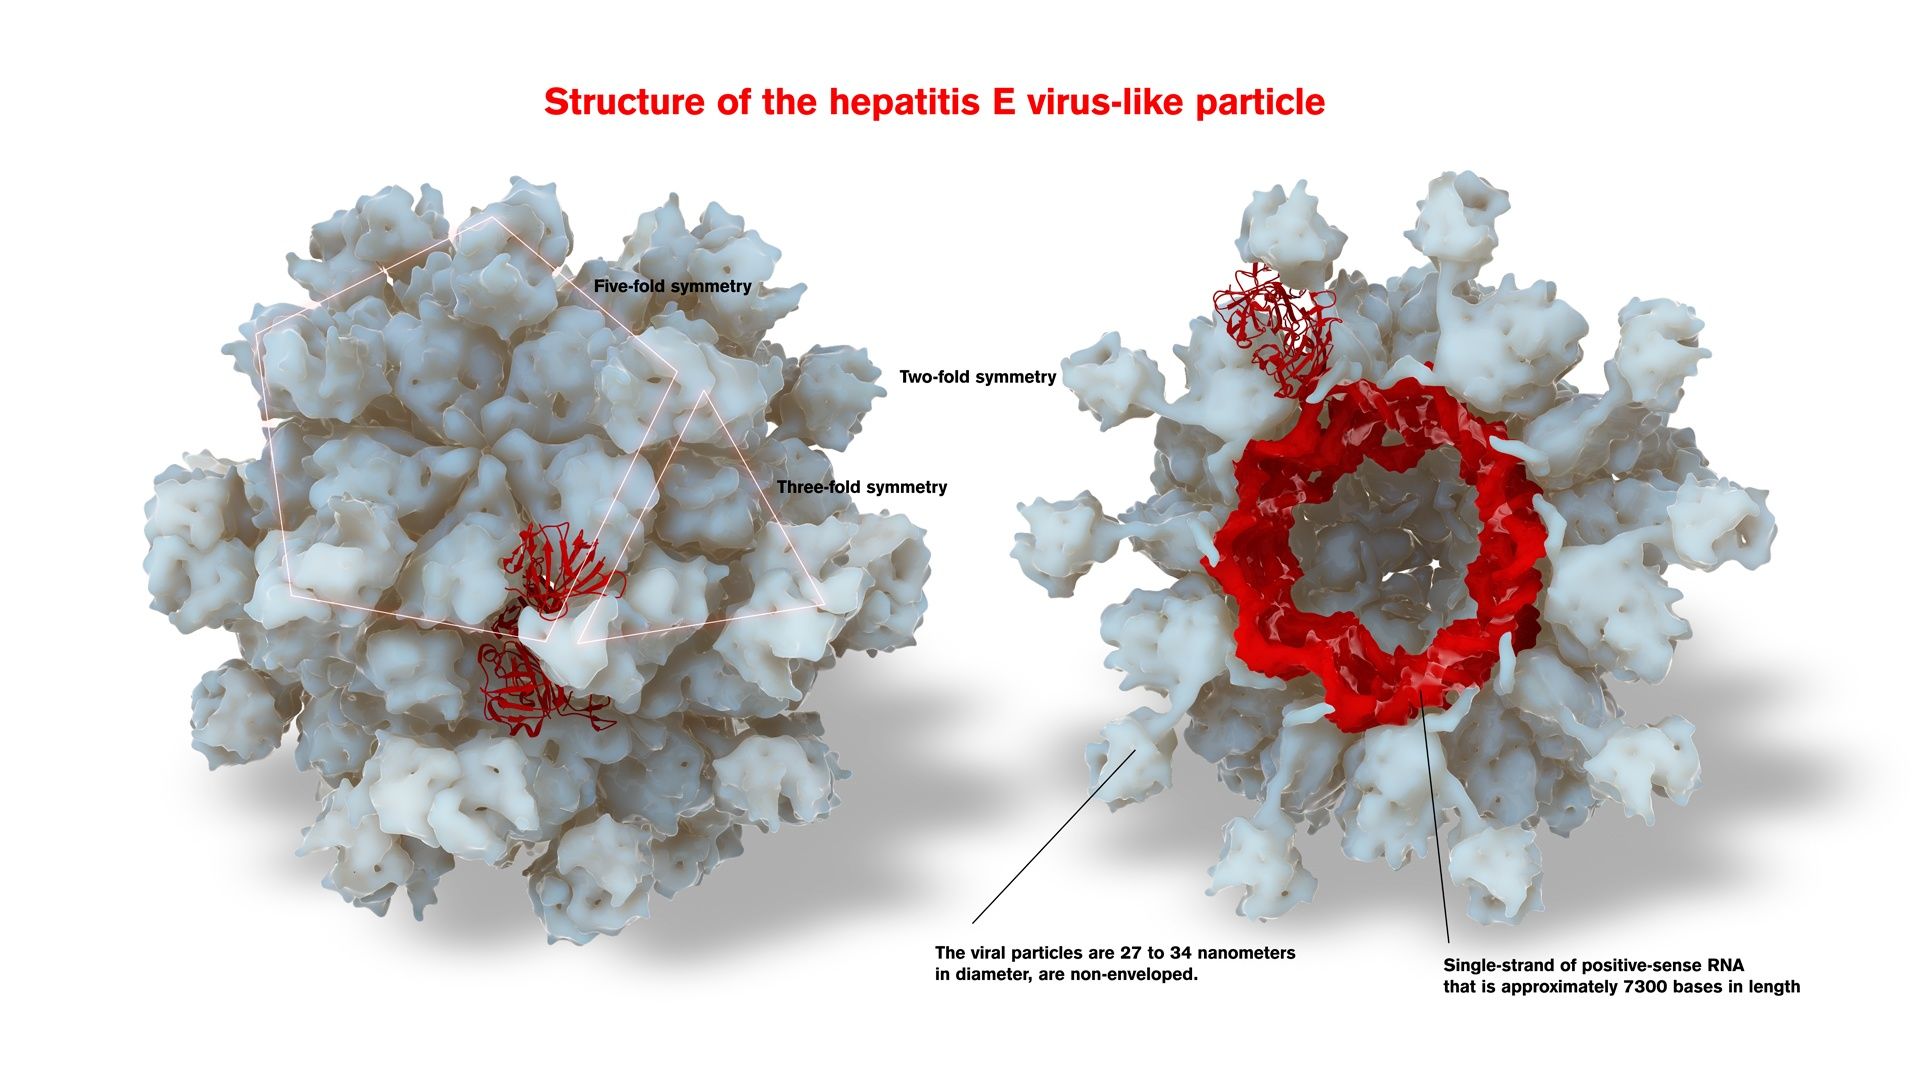 Structure of the hepatitis E virus-like particle
Five-fold symmetry
Two-fold symmetry
Three-fold symmetry
The viral particles are 27 to 34 nanometers
in diameter, are non-enveloped.
Single-strand of positive-sense RNA
that is approximately 7300 bases in length